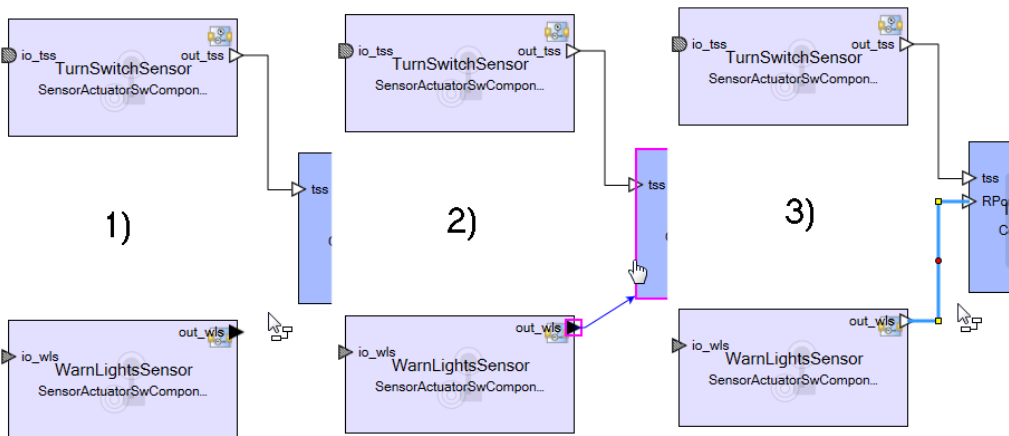 io_tss out_tss
TurnSwitchSensor
SensorActuatorSwCompon...
tss
1)
out_wls
io_wls
WarnLightsSensor
SensorActuatorSwCompon...
io_tss out_tss
TurnSwitchSensor
SensorActuatorSwCompon...
tss
2)
out_wls
io_wls
WarnLightsSensor
SensorActuatorSwCompon...
io_tss out_tss
TurnSwitchSensor
SensorActuatorSwCompon...
tss
3)
out_wls
io_wls
WarnLightsSensor
SensorActuatorSwCompon...